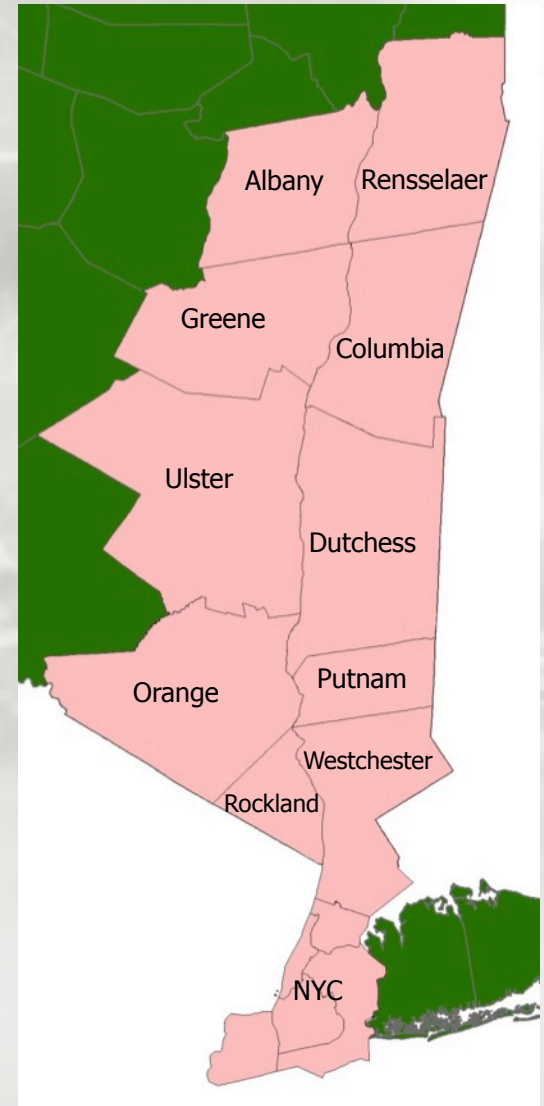 Albany
Rensselaer
Greene
Columbia
Ulster
Dutchess
Putnam
Orange
Westchester
Rockland
NYC